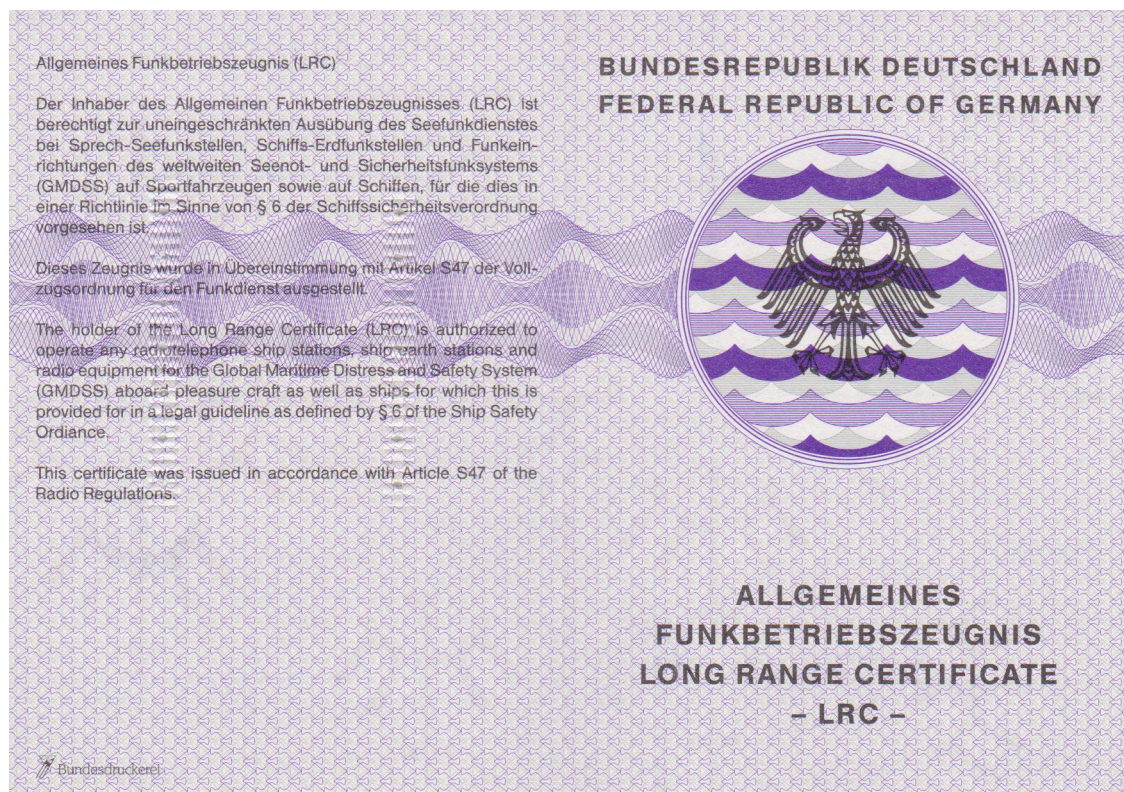 Allgemeines Funkbetriebszeugnis (LRC)
Der Inhaber des Allgemeinen Funkbetriebszeugnisses (LRC) ist
berechtigt zur uneingeschränkten Ausübung des Seefunkdienstes
bei Sprech-Seefunkstellen, Schiffs-Erdfunkstellen und Funkein-
richtungen des weltweiten Seenot- und Sicherheitsfunksystems
(GMDSS) auf Sportfahrzeugen sowie auf Schiffen, für die dies in
einer Richtlinie im Sinne von § 6 der Schiffssicherheitsverordnung
vorgesehen ist.
Dieses Zeugnis wurde in Übereinstimmung mit Artikel S47 der Voll-
zugsordnung für den Funkdienst ausgestellt.
The holder of the Long Range Certificate (LRC) is authorized to
operate any radiotelephone ship stations, ship earth stations and
radio equipment for the Global Maritime Distress and Safety System
(GMDSS) aboard pleasure craft as well as ships for which this is
provided for in a legal guideline as defined by § 6 of the Ship Safety
Ordiance.
This certificate was issued in accordance with Article S47 of the
Radio Regulations.
Bundesdruckerei
BUNDESREPUBLIK DEUTSCHLAND
FEDERAL REPUBLIC OF GERMANY
ALLGEMEINES
FUNKBETRIEBSZEUGNIS
LONG RANGE CERTIFICATE
– LRC –